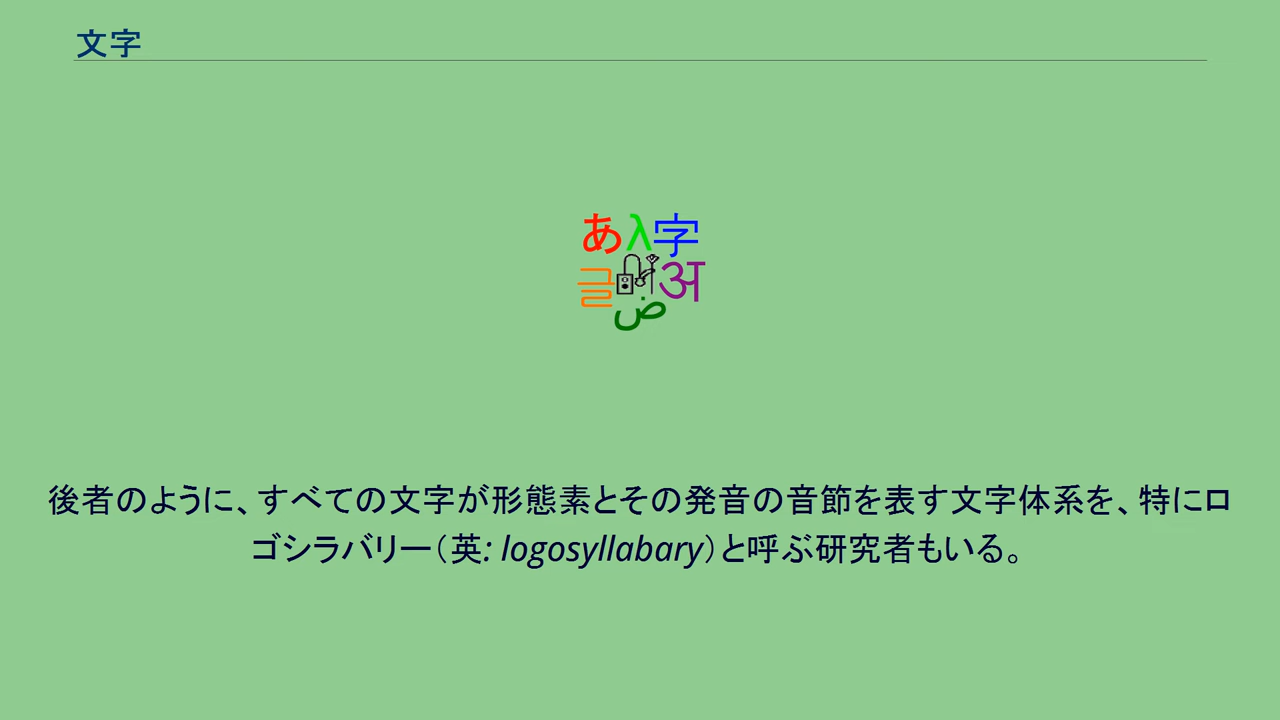 文字
あλ字
글अ
ض
後者のように、すべての文字が形態素とその発音の音節を表す文字体系を、特にロ
ゴシラバリー（英: logosyllabary）と呼ぶ研究者もいる。